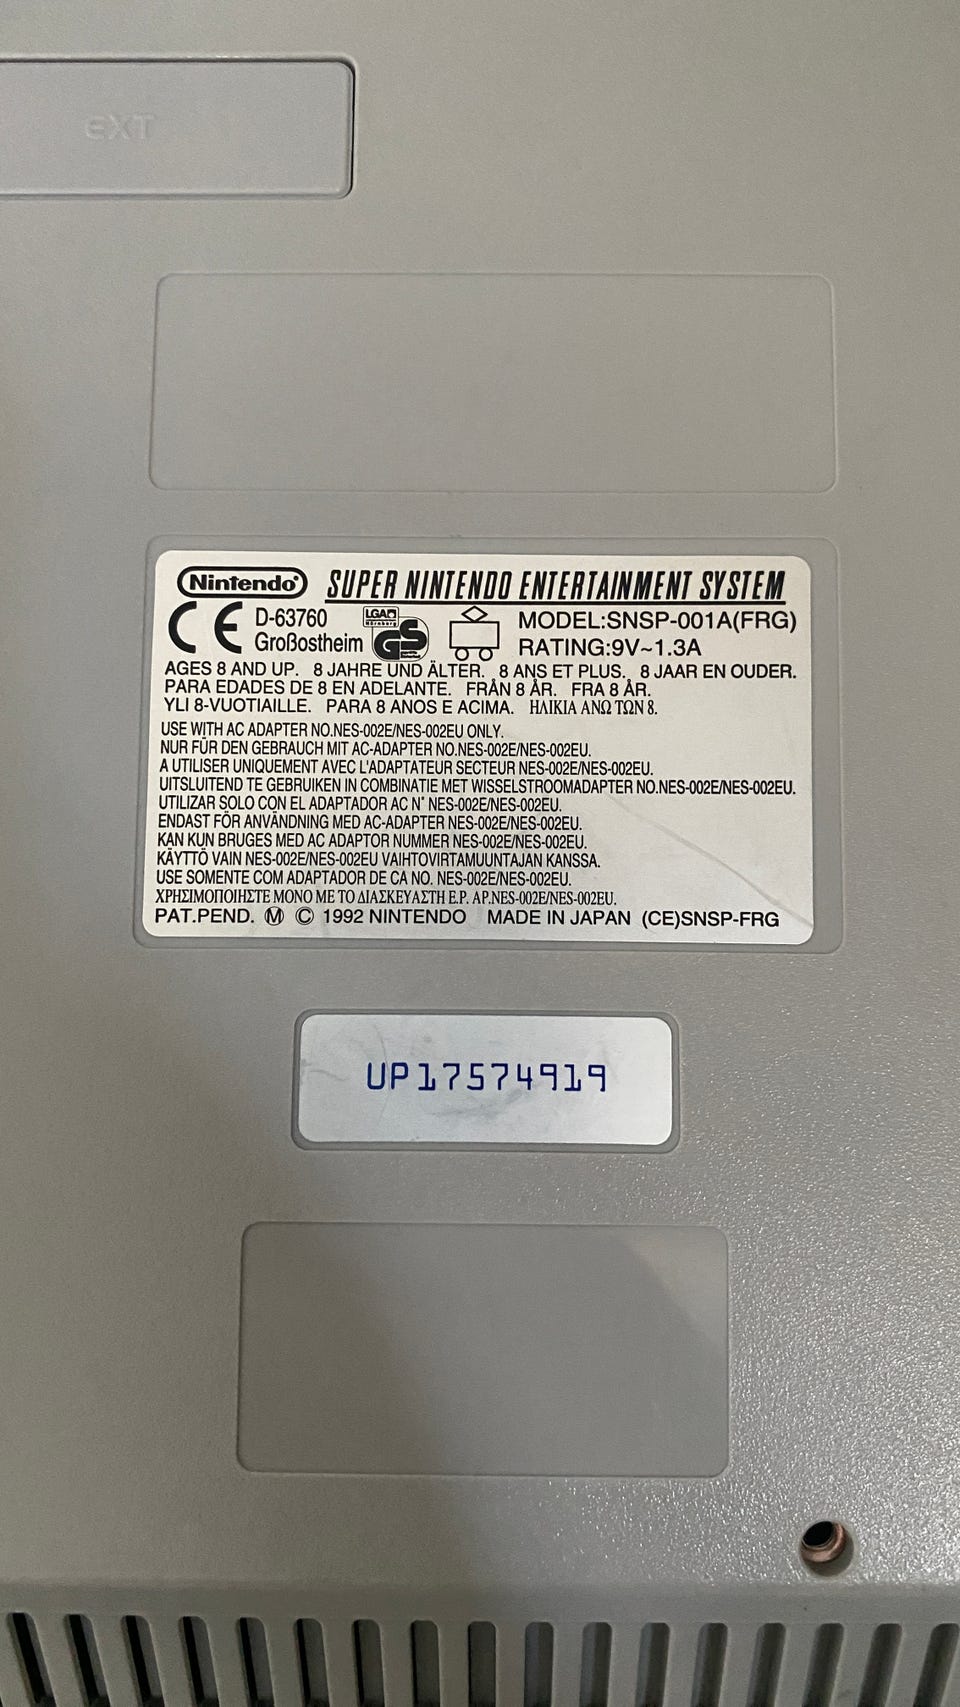 EXT
Nintendo® SUPER NINTENDO ENTERTAINMENT SYSTEM
CE D-63760 LGA Nürnberg MODEL:SNSP-001A(FRG)
Großostheim GS RATING:9V~1.3A
AGES 8 AND UP. 8 JAHRE UND ÄLTER. 8 ANS ET PLUS. 8 JAAR EN OUDER.
PARA EDADES DE 8 EN ADELANTE. FRÅN 8 ÅR. FRA 8 ÅR.
YLI 8-VUOTIAILLE. PARA 8 ANOS E ACIMA. ΗΛΙΚΙΑ ΑΝΩ ΤΩΝ 8.
USE WITH AC ADAPTER NO.NES-002E/NES-002EU ONLY.
NUR FÜR DEN GEBRAUCH MIT AC-ADAPTER NO.NES-002E/NES-002EU.
A UTILISER UNIQUEMENT AVEC L'ADAPTATEUR SECTEUR NES-002E/NES-002EU.
UITSLUITEND TE GEBRUIKEN IN COMBINATIE MET WISSELSTROOMADAPTER NO.NES-002E/NES-002EU.
UTILIZAR SOLO CON EL ADAPTADOR AC N° NES-002E/NES-002EU.
ENDAST FÖR ANVÄNDNING MED AC-ADAPTER NES-002E/NES-002EU.
KAN KUN BRUGES MED AC ADAPTOR NUMMER NES-002E/NES-002EU.
KÄYTTÖ VAIN NES-002E/NES-002EU VAIHTOVIRTAMUUNTAJAN KANSSA.
USE SOMENTE COM ADAPTADOR DE CA NO. NES-002E/NES-002EU.
ΧΡΗΣΙΜΟΠΟΙΗΣΤΕ ΜΟΝΟ ΜΕ ΤΟ ΔΙΑΣΚΕΥΑΣΤΗ Ε.Ρ. ΑΡ.NES-002E/NES-002EU.
PAT.PEND. Ⓜ © 1992 NINTENDO MADE IN JAPAN (CE)SNSP-FRG
UP17574919